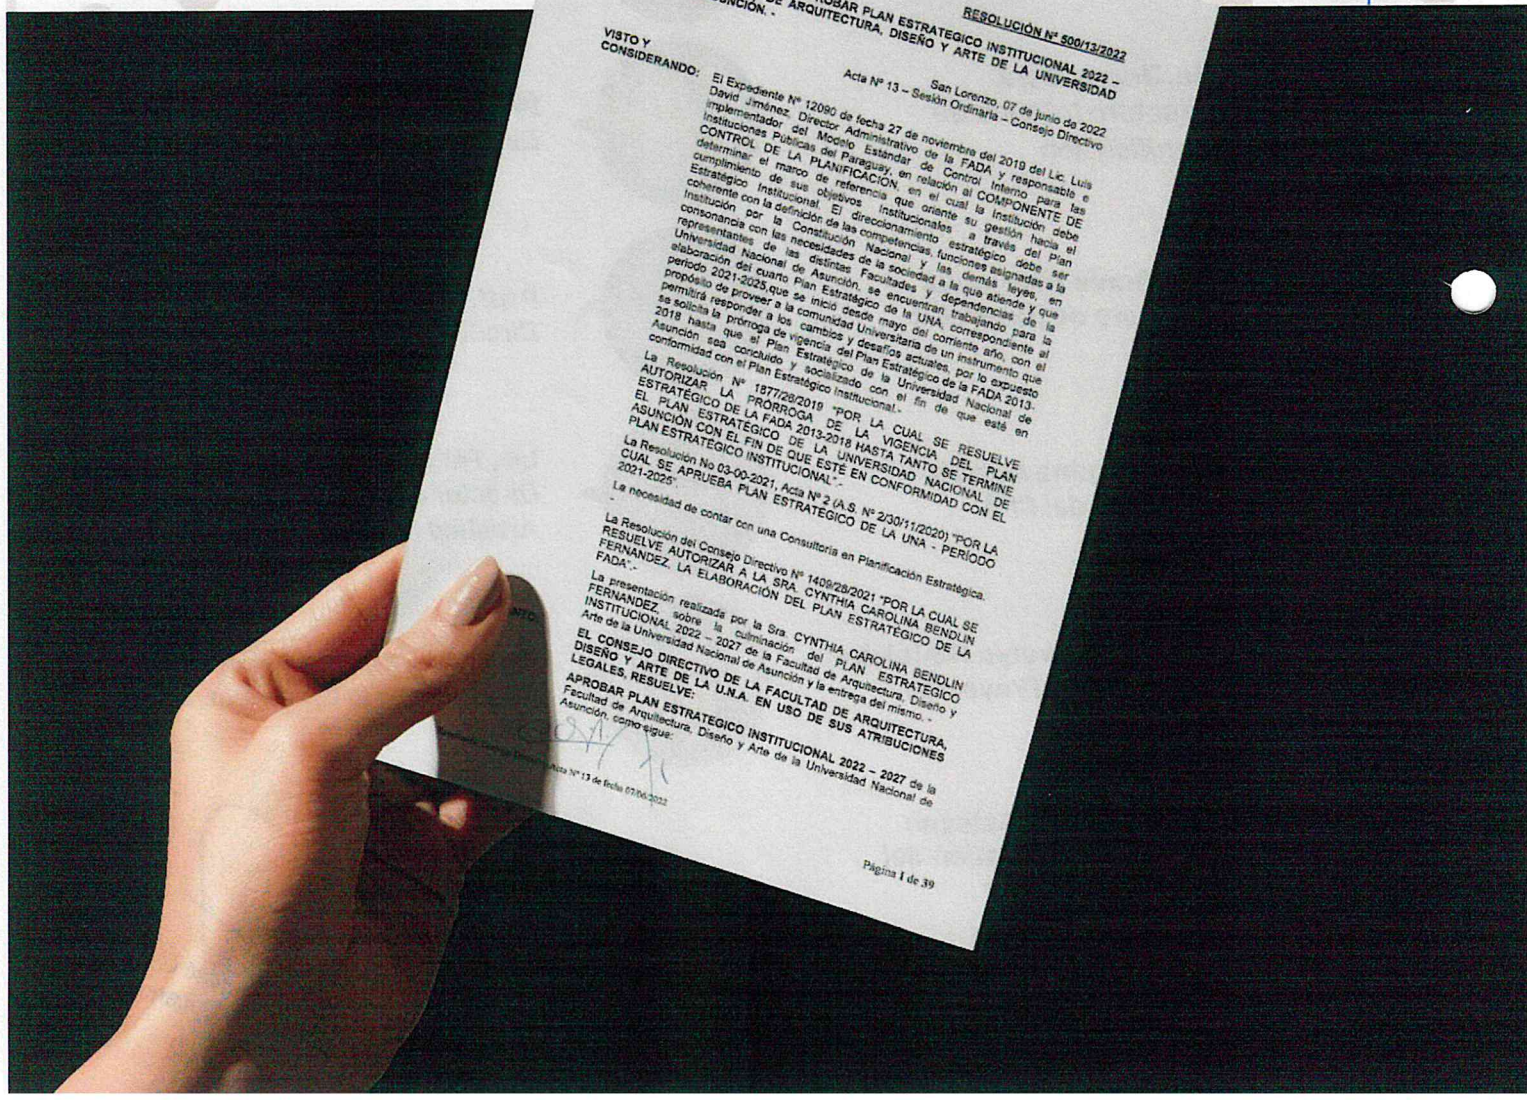 RESOLUCIÓN Nº 500/13/2022
APROBAR PLAN ESTRATEGICO INSTITUCIONAL 2022 –
DE ARQUITECTURA, DISEÑO Y ARTE DE LA UNIVERSIDAD
San Lorenzo, 07 de junio de 2022
Acta Nº 13 – Sesión Ordinaria – Consejo Directivo
VISTO Y
CONSIDERANDO:
El Expediente Nº 12090 de fecha 27 de noviembre del 2019 del Lic. Luis
David Jiménez, Director Administrativo de la FADA y responsable e
implementador del Modelo Estándar de Control Interno para las
Instituciones Públicas del Paraguay, en relación al COMPONENTE DE
CONTROL DE LA PLANIFICACIÓN, en el cual la Institución debe
determinar el marco de referencia que oriente su gestión hacia el
cumplimiento de sus objetivos institucionales a través del Plan
Estratégico Institucional. El direccionamiento estratégico debe ser
coherente con la definición de las competencias, funciones asignadas a la
Institución por la Constitución Nacional y las demás leyes, en
consonancia con las necesidades de la sociedad a la que atiende y que
representantes de las distintas Facultades y dependencias de la
Universidad Nacional de Asunción, se encuentran trabajando para la
elaboración del cuarto Plan Estratégico de la UNA, correspondiente al
periodo 2021-2025,que se inició desde mayo del corriente año, con el
propósito de proveer a la comunidad Universitaria de un instrumento que
permitirá responder a los cambios y desafíos actuales, por lo expuesto
se solicita la prórroga de vigencia del Plan Estratégico de la FADA 2013-
2018 hasta que el Plan Estratégico de la Universidad Nacional de
Asunción sea concluido y socializado con el fin de que esté en
conformidad con el Plan Estratégico Institucional.-
La Resolución Nº 1877/28/2019 "POR LA CUAL SE RESUELVE
AUTORIZAR LA PRÓRROGA DE LA VIGENCIA DEL PLAN
ESTRATÉGICO DE LA FADA 2013-2018 HASTA TANTO SE TERMINE
EL PLAN ESTRATÉGICO DE LA UNIVERSIDAD NACIONAL DE
ASUNCIÓN CON EL FIN DE QUE ESTÉ EN CONFORMIDAD CON EL
PLAN ESTRATÉGICO INSTITUCIONAL".-
La Resolución No 03-00-2021, Acta Nº 2 (A.S. Nº 2/30/11/2020) "POR LA
CUAL SE APRUEBA PLAN ESTRATÉGICO DE LA UNA - PERÍODO
2021-2025".
La necesidad de contar con una Consultoría en Planificación Estratégica.
-
La Resolución del Consejo Directivo Nº 1409/28/2021 "POR LA CUAL SE
RESUELVE AUTORIZAR A LA SRA. CYNTHIA CAROLINA BENDLIN
FERNANDEZ, LA ELABORACIÓN DEL PLAN ESTRATÉGICO DE LA
FADA".-
La presentación realizada por la Sra. CYNTHIA CAROLINA BENDLIN
FERNANDEZ, sobre la culminación del PLAN ESTRATEGICO
INSTITUCIONAL 2022 – 2027 de la Facultad de Arquitectura, Diseño y
Arte de la Universidad Nacional de Asunción y la entrega del mismo. -
EL CONSEJO DIRECTIVO DE LA FACULTAD DE ARQUITECTURA,
DISEÑO Y ARTE DE LA U.N.A. EN USO DE SUS ATRIBUCIONES
LEGALES, RESUELVE:
APROBAR PLAN ESTRATEGICO INSTITUCIONAL 2022 – 2027 de la
Facultad de Arquitectura, Diseño y Arte de la Universidad Nacional de
Asunción, como sigue:
Acta Nº 13 de fecha 07/06/2022
Página 1 de 39